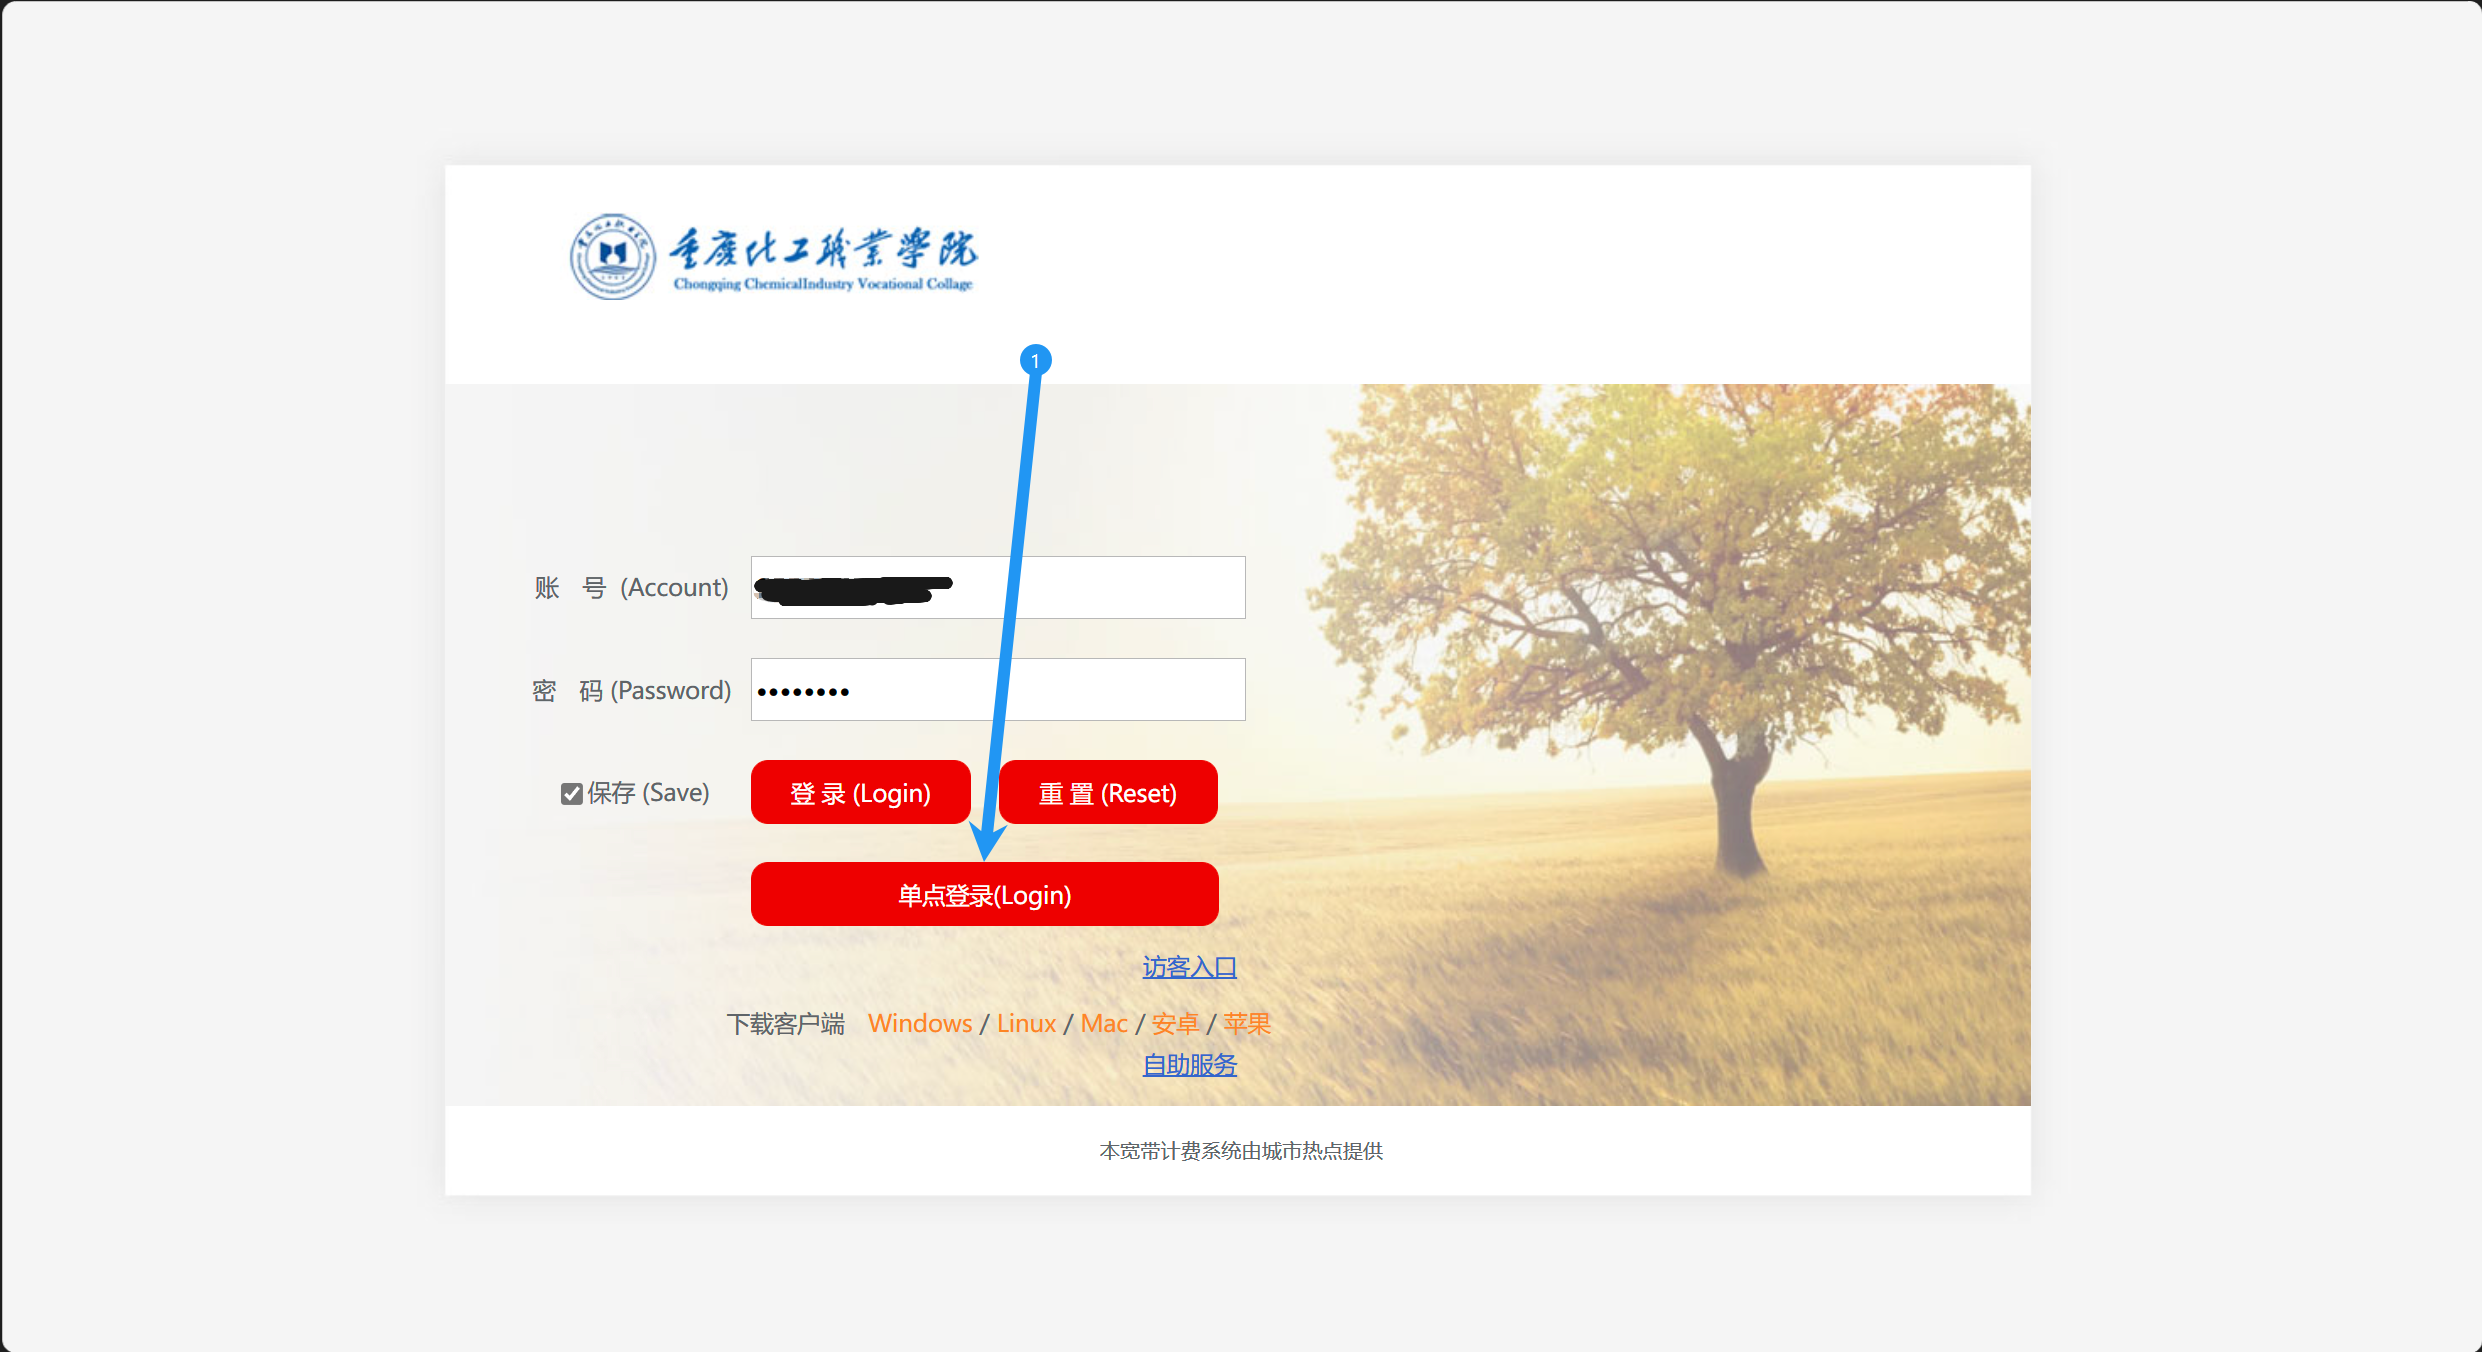 重庆化工職業學院
Chongqing ChemicalIndustry Vocational Collage
1
账 号 (Account)
密 码 (Password)
保存 (Save)
登 录 (Login)
重 置 (Reset)
单点登录(Login)
访客入口
下载客户端 Windows / Linux / Mac / 安卓 / 苹果
自助服务
本宽带计费系统由城市热点提供